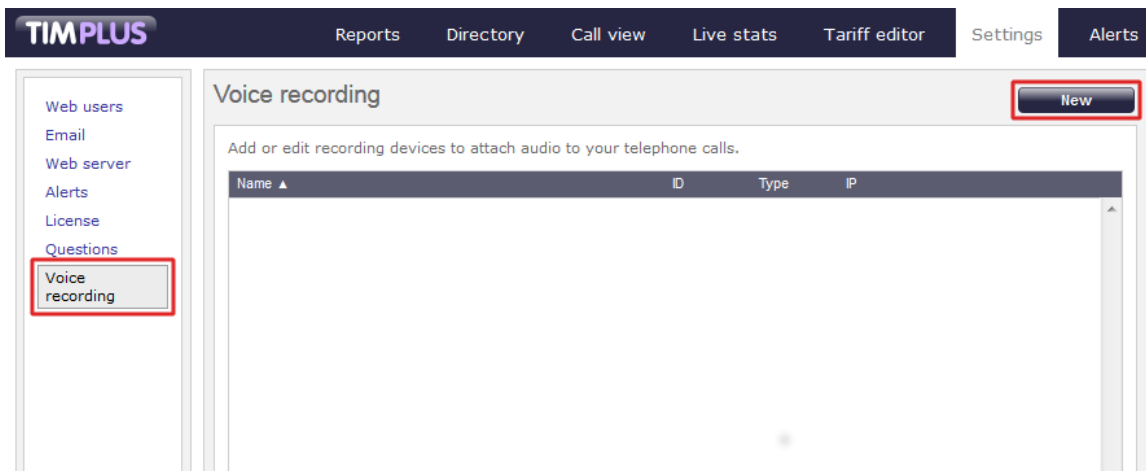 TIMPLUS
Reports Directory Call view Live stats Tariff editor Settings Alerts
Web users
Email
Web server
Alerts
License
Questions
Voice
recording
Voice recording
New
Add or edit recording devices to attach audio to your telephone calls.
Name ▲ ID Type IP